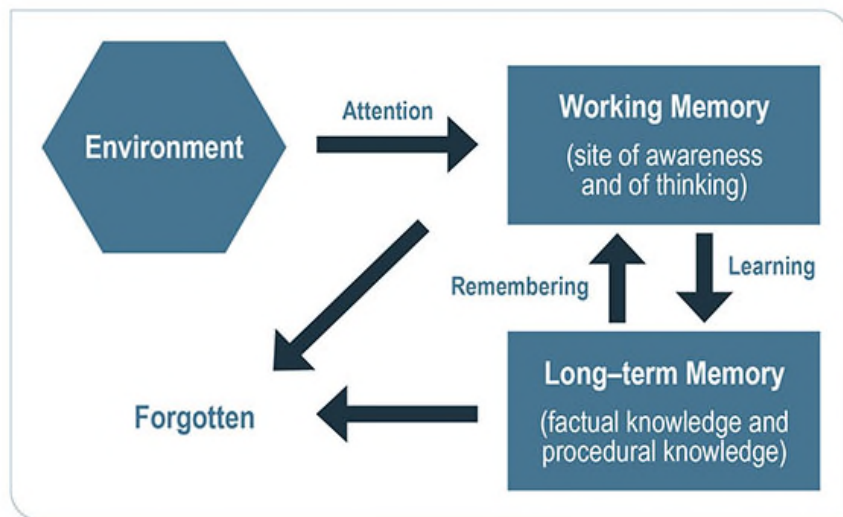 Environment
Attention
Working Memory
(site of awareness
and of thinking)
Remembering
Learning
Long–term Memory
(factual knowledge and
procedural knowledge)
Forgotten